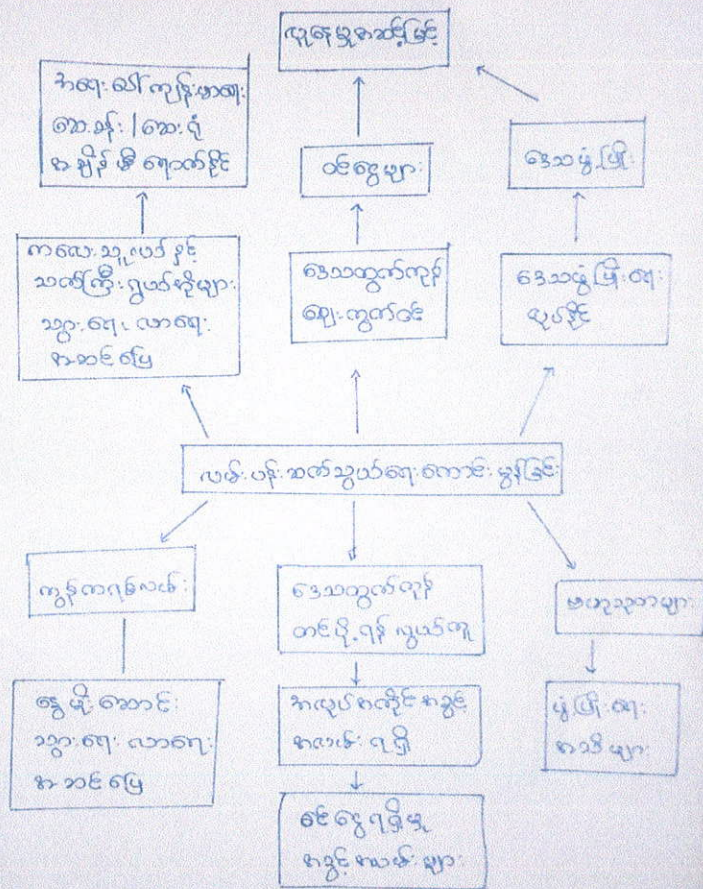 လူနေမှုအဆင့်မြင့်
အရေးပေါ်ကျန်းမာရေး
ဆေးခန်း/ဆေးရုံ
အချိန်မီရောက်နိုင်
ဝင်ငွေများ
ဒေသဖွံ့ဖြိုး
ကလေးသူငယ်နှင့်
သက်ကြီးရွယ်အိုများ
သွားရေး လာရေး
အဆင်ပြေ
ဒေသထွက်ကုန်
ဈေးကွက်ဝင်
ဒေသဖွံ့ဖြိုးရေး
လုပ်နိုင်
လမ်းပန်းဆက်သွယ်ရေးကောင်းမွန်ခြင်း
ကွန်ကရစ်လမ်း
ဒေသထွက်ကုန်
တင်ပို့ရန် လွယ်ကူ
ဗဟုသုတများ
နွေ မိုး ဆောင်း
သွားရေး လာရေး
အဆင်ပြေ
အလုပ်အကိုင်အခွင့်
အလမ်းရရှိ
ဖွံ့ဖြိုးရေး
အသိများ
ဝင်ငွေရရှိမှု
အခွင့်အလမ်းများ